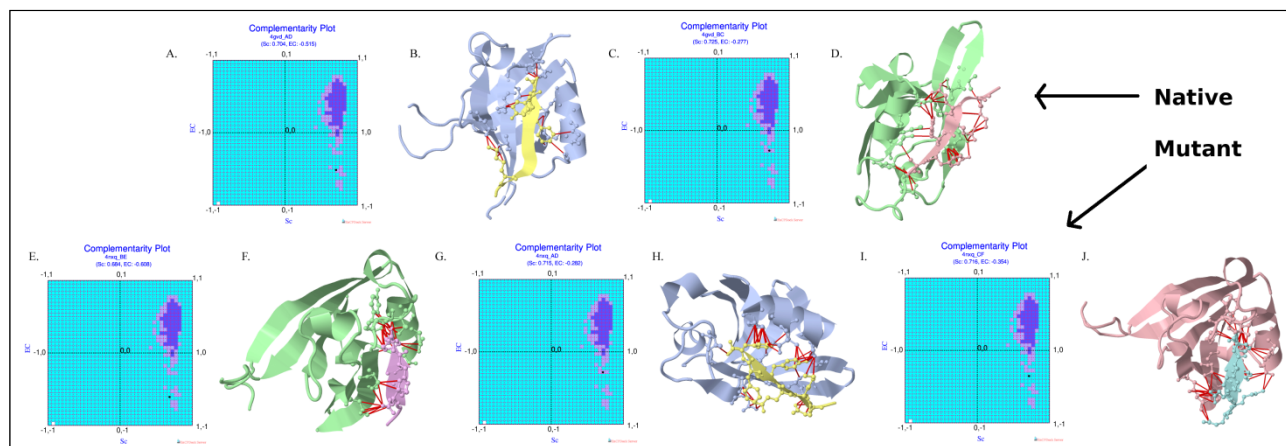 A.
Complementarity Plot
4gvd_AD
(Sc: 0.704, EC: -0.515)
-1,1
0,1
1,1
EC
-1,0
0,0
1,0
-1,-1
0,-1
1,-1
Sc
B.
C.
Complementarity Plot
4gvd_BC
(Sc: 0.725, EC: -0.277)
-1,1
0,1
1,1
EC
-1,0
0,0
1,0
-1,-1
0,-1
1,-1
Sc
D.
Native
Mutant
E.
Complementarity Plot
4nxq_BE
(Sc: 0.684, EC: -0.608)
-1,1
0,1
1,1
EC
-1,0
0,0
1,0
-1,-1
0,-1
1,-1
Sc
F.
G.
Complementarity Plot
4nxq_AD
(Sc: 0.715, EC: -0.282)
-1,1
0,1
1,1
EC
-1,0
0,0
1,0
-1,-1
0,-1
1,-1
Sc
H.
I.
Complementarity Plot
4nxq_CF
(Sc: 0.716, EC: -0.354)
-1,1
0,1
1,1
EC
-1,0
0,0
1,0
-1,-1
0,-1
1,-1
Sc
J.